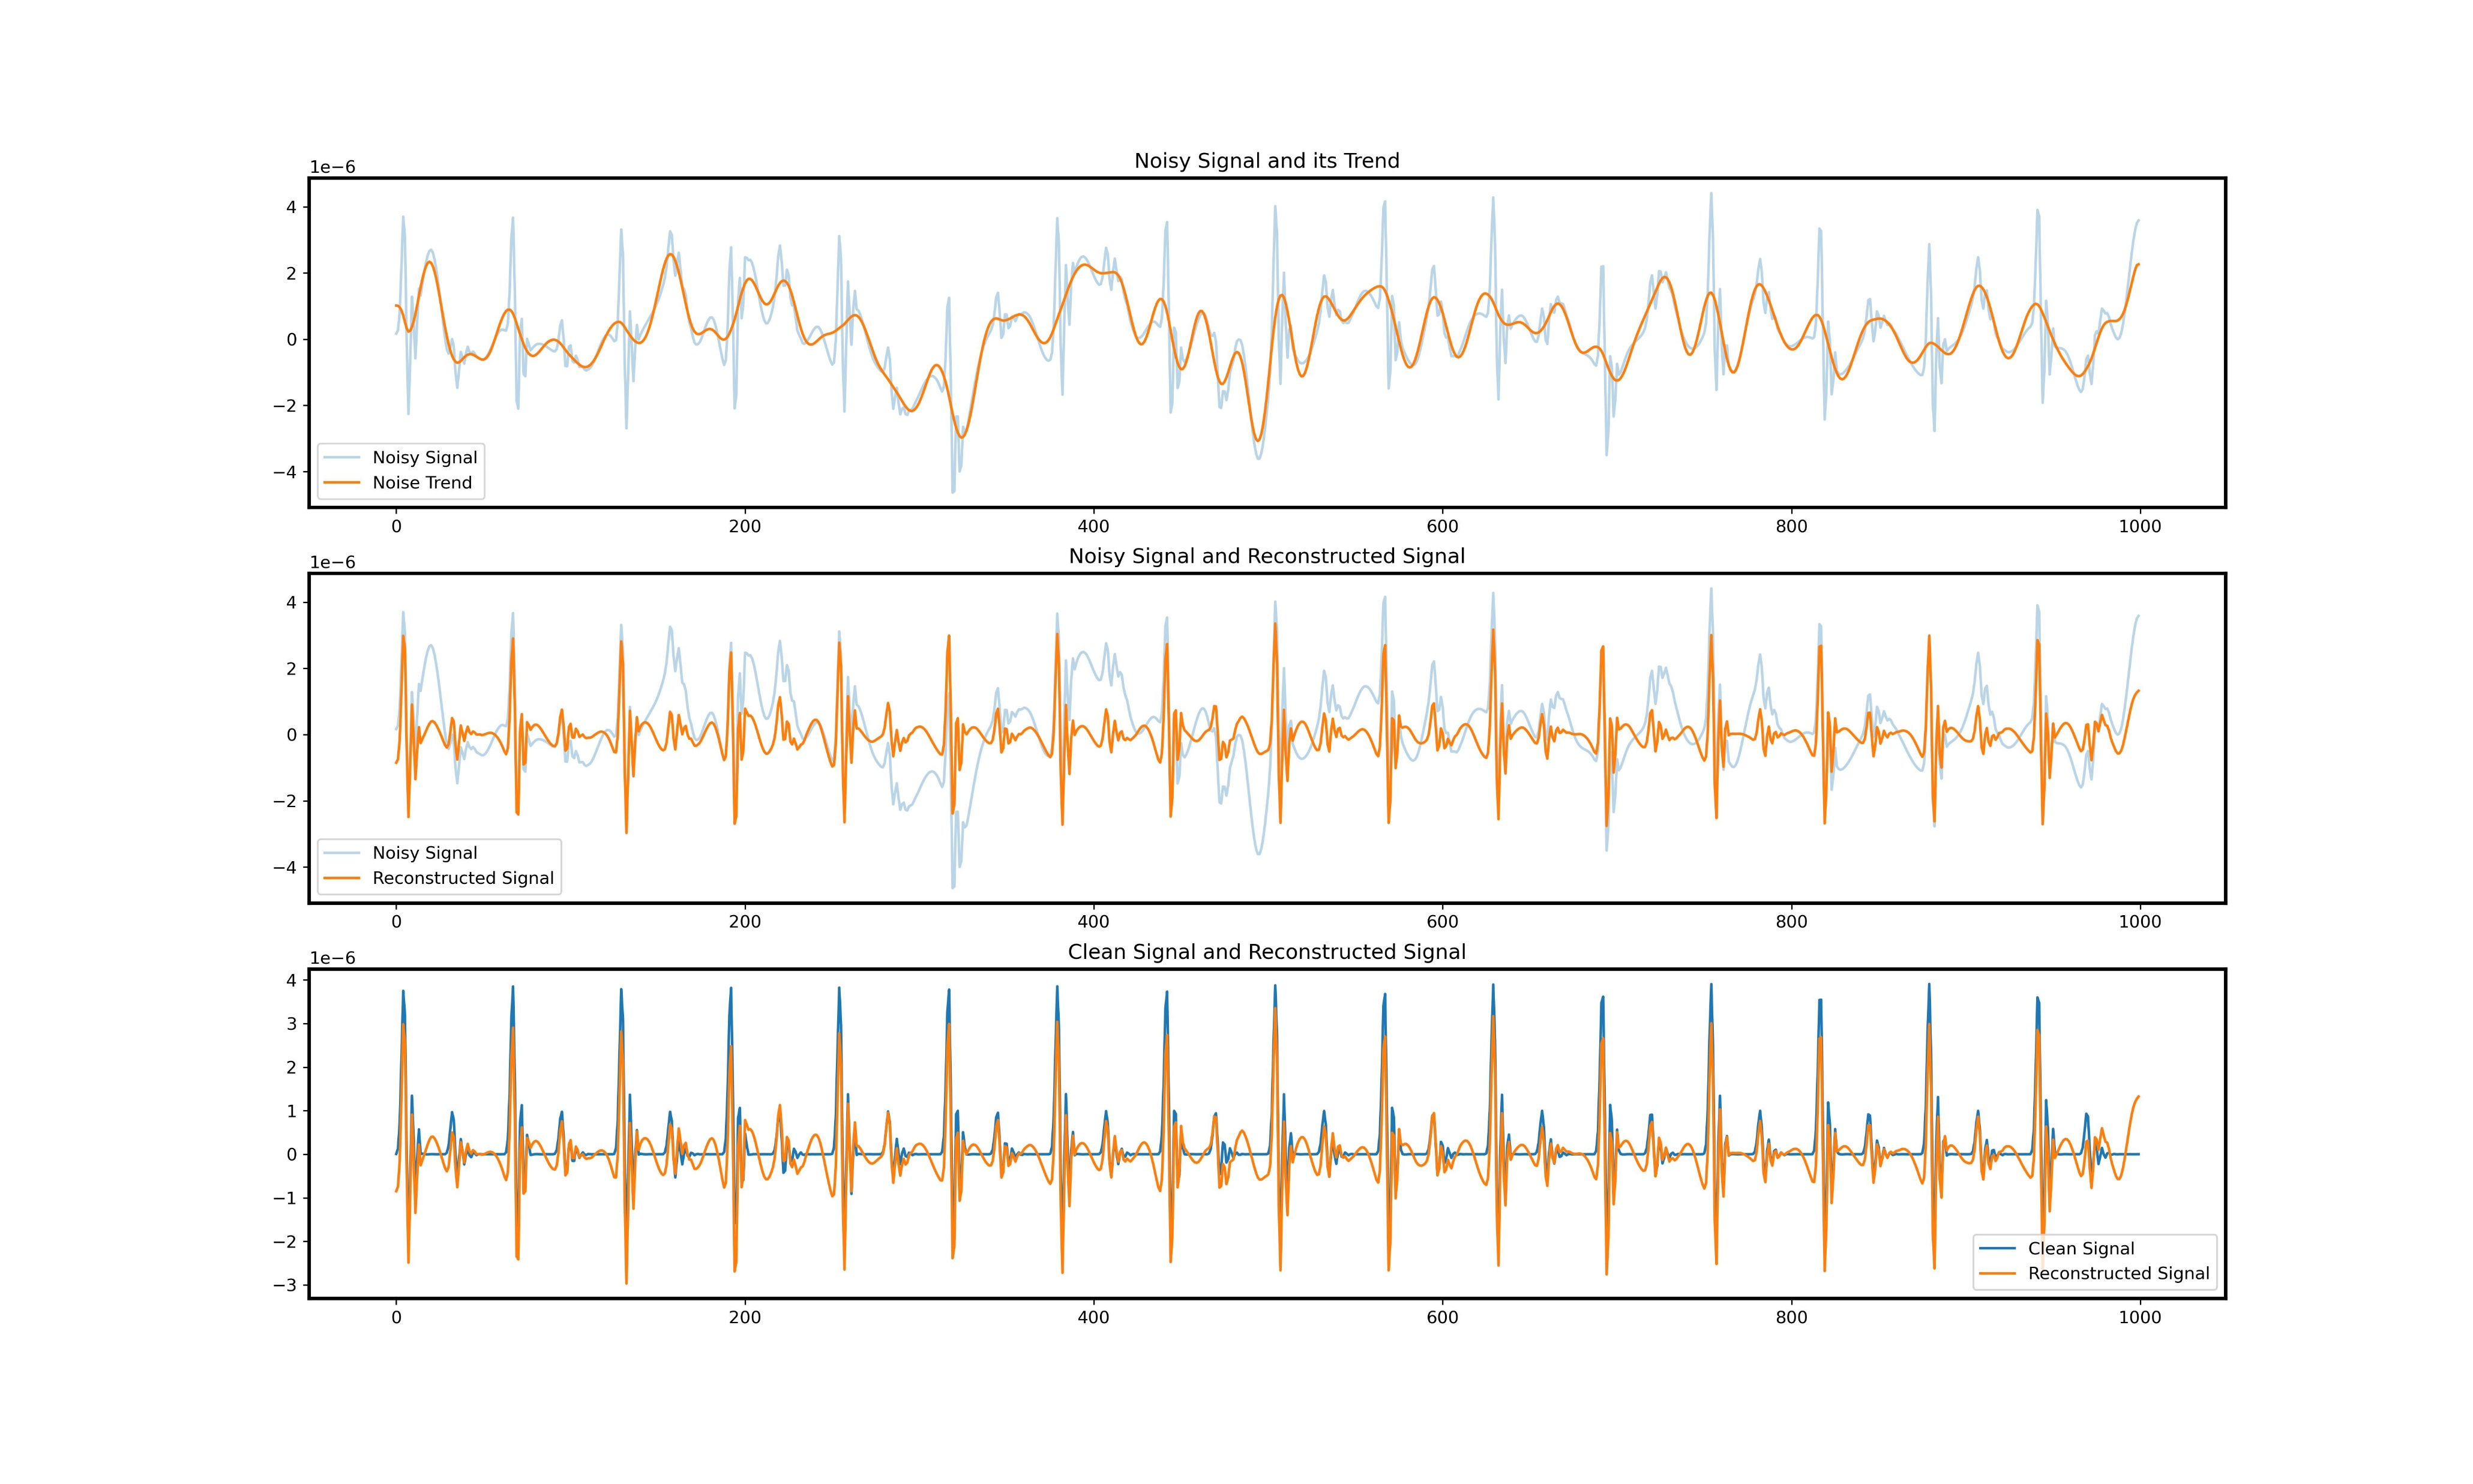 Noisy Signal and its Trend
1e−6
4
2
0
−2
−4
Noisy Signal
Noise Trend
0 200 400 600 800 1000
Noisy Signal and Reconstructed Signal
1e−6
4
2
0
−2
−4
Noisy Signal
Reconstructed Signal
0 200 400 600 800 1000
Clean Signal and Reconstructed Signal
1e−6
4
3
2
1
0
−1
−2
−3
Clean Signal
Reconstructed Signal
0 200 400 600 800 1000